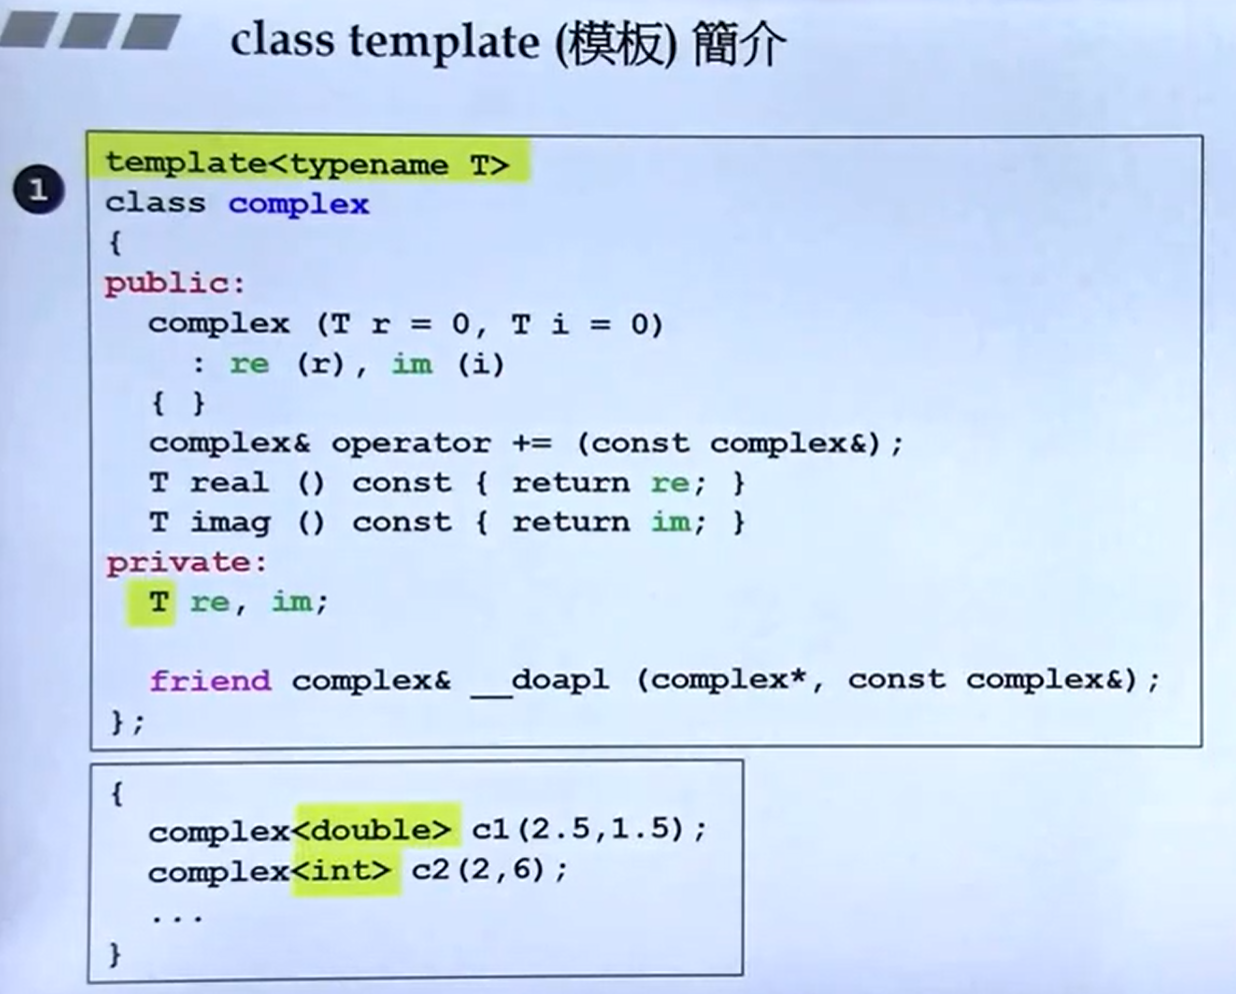 class template (模板) 簡介
1
template<typename T>
class complex
{
public:
complex (T r = 0, T i = 0)
: re (r), im (i)
{ }
complex& operator += (const complex&);
T real () const { return re; }
T imag () const { return im; }
private:
T re, im;
friend complex& __doapl (complex*, const complex&);
};
{
complex<double> c1(2.5,1.5);
complex<int> c2(2,6);
...
}